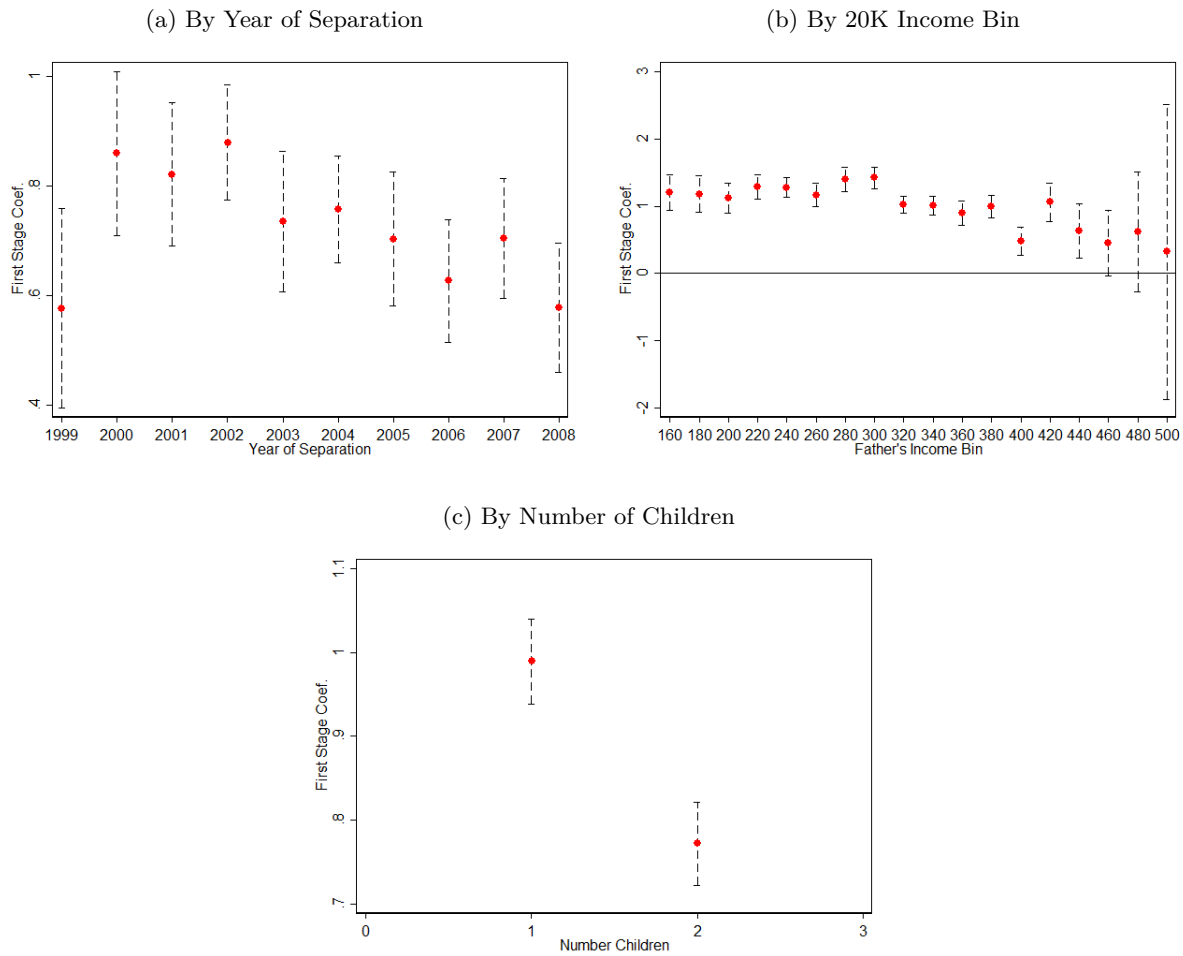 (a) By Year of Separation
First Stage Coef.
1
.8
.6
.4
1999 2000 2001 2002 2003 2004 2005 2006 2007 2008
Year of Separation
(b) By 20K Income Bin
First Stage Coef.
3
2
1
0
-1
-2
160 180 200 220 240 260 280 300 320 340 360 380 400 420 440 460 480 500
Father's Income Bin
(c) By Number of Children
First Stage Coef.
1.1
1
.9
.8
.7
0 1 2 3
Number Children